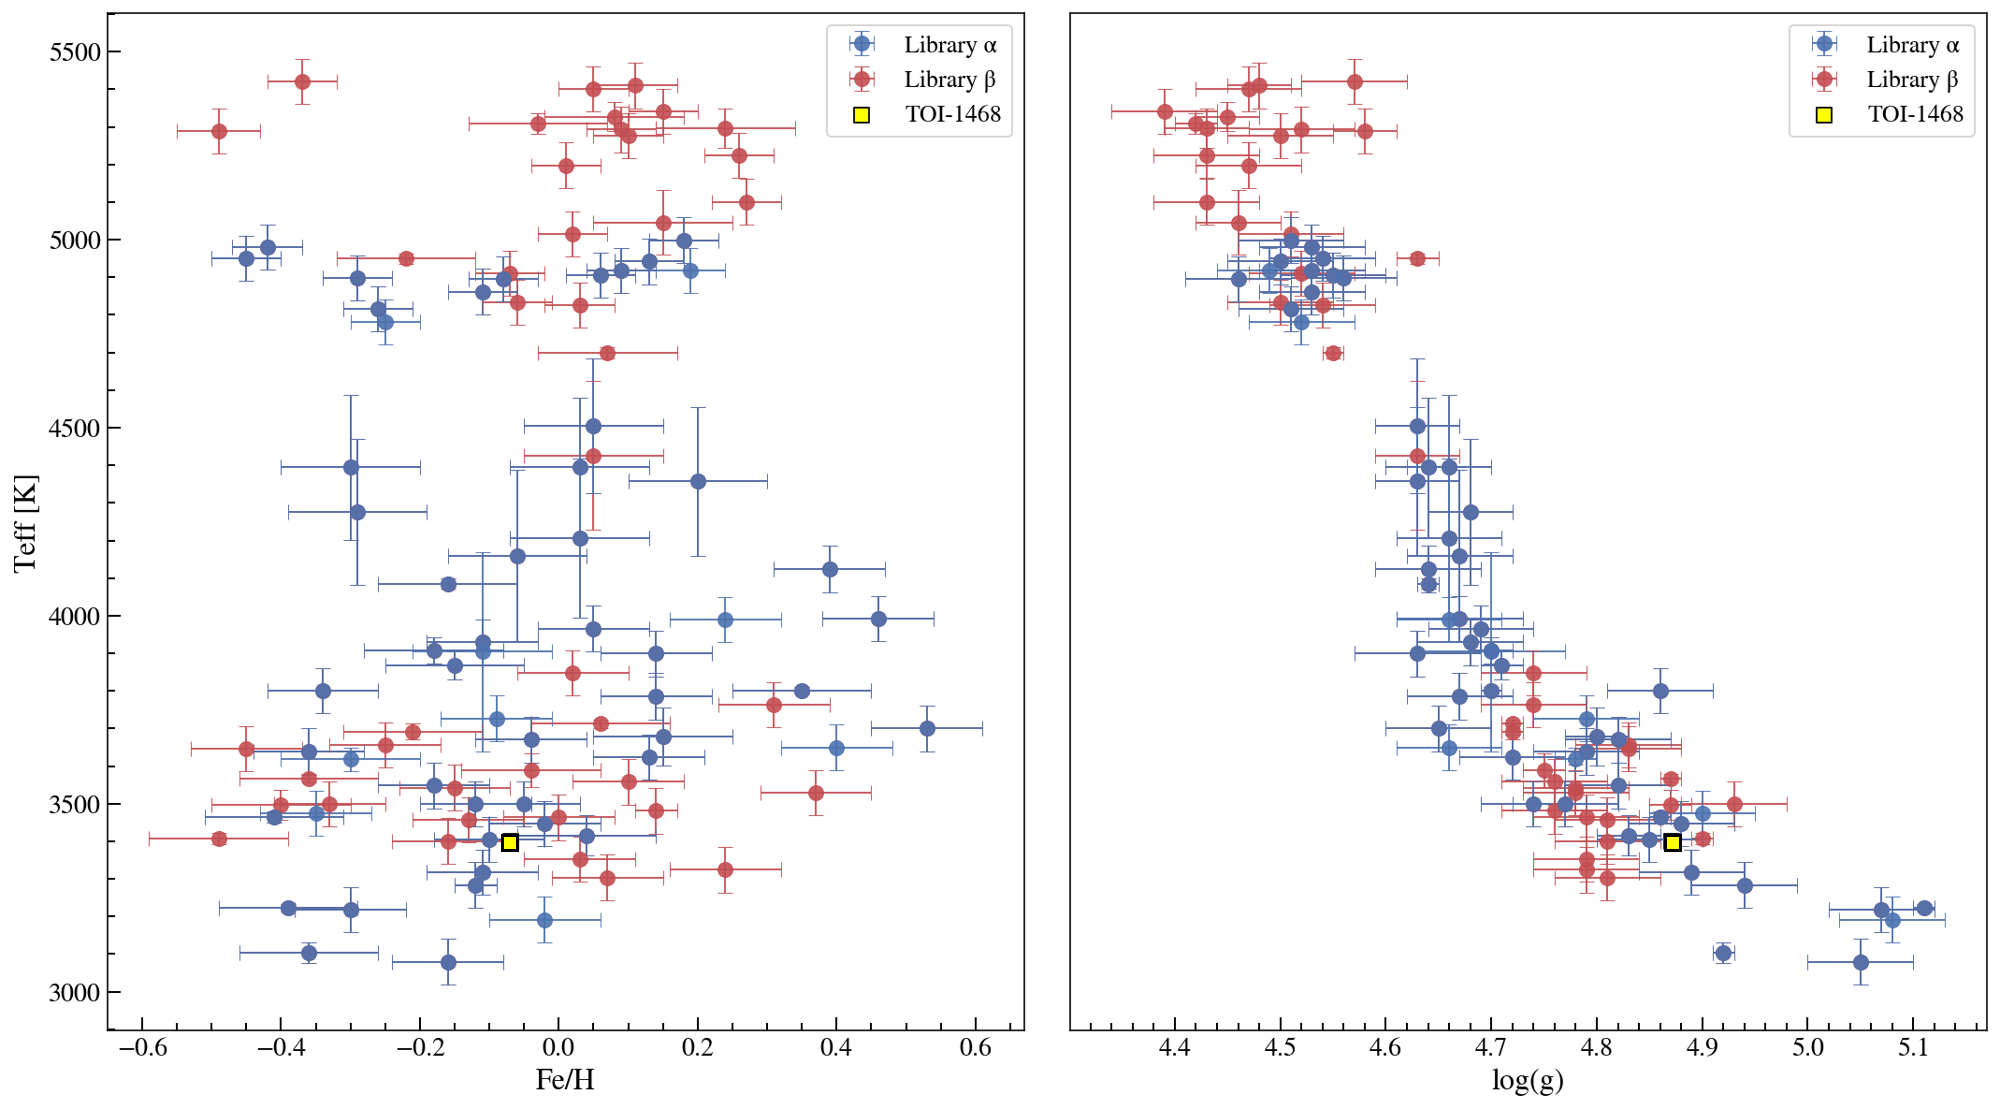 Library α
Library β
TOI-1468
Library α
Library β
TOI-1468
5500
5000
4500
4000
3500
3000
Teff [K]
−0.6 −0.4 −0.2 0.0 0.2 0.4 0.6
Fe/H
4.4 4.5 4.6 4.7 4.8 4.9 5.0 5.1
log(g)